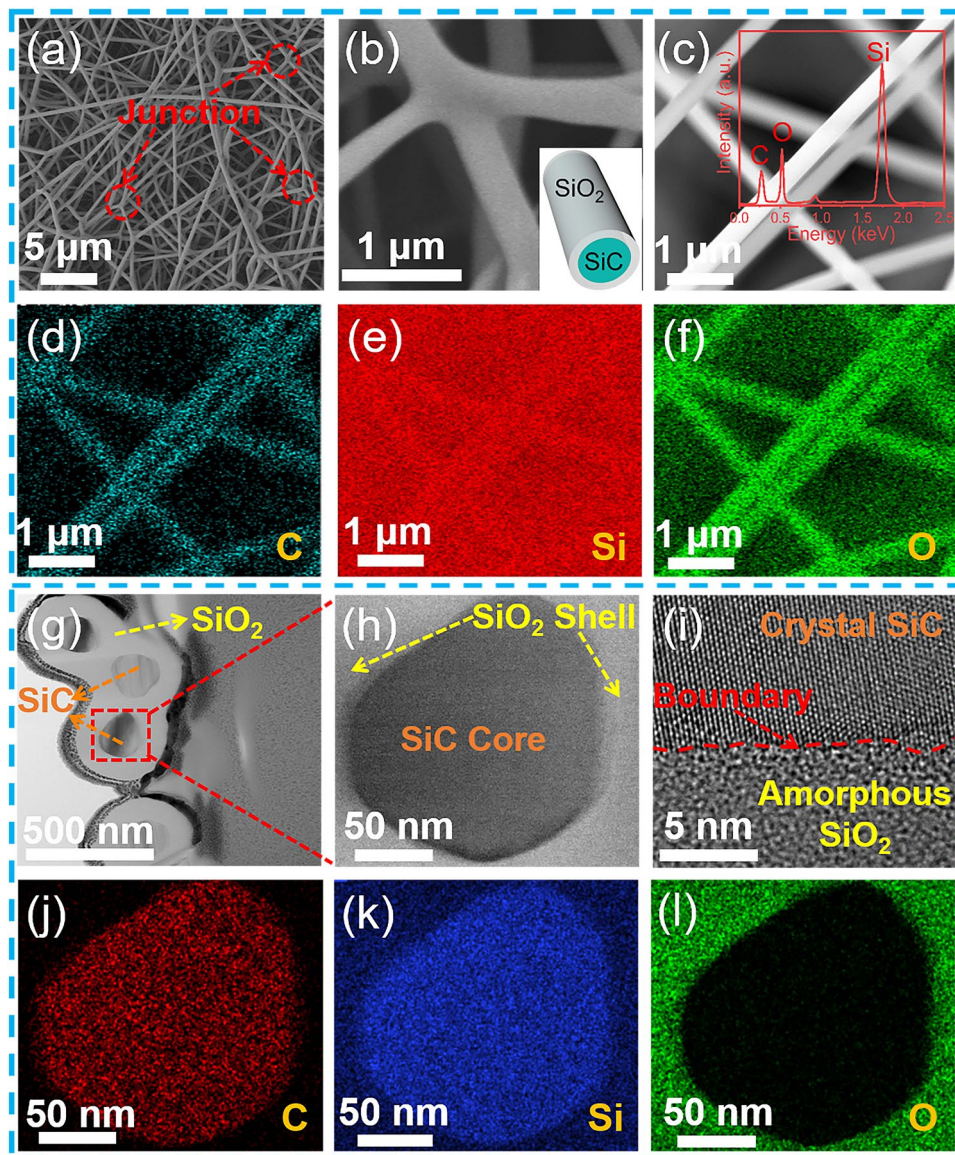 (a)
Junction
5 μm
(b)
SiO2
SiC
1 μm
(c)
Intensity (a.u.)
C
O
Si
0.0 0.5 1.0 1.5 2.0 2.5
Energy (keV)
1 μm
(d)
1 μm
C
(e)
1 μm
Si
(f)
1 μm
O
(g)
SiO2
SiC
500 nm
(h)
SiO2 Shell
SiC Core
50 nm
(i)
Crystal SiC
Boundary
Amorphous
SiO2
5 nm
(j)
50 nm
C
(k)
50 nm
Si
(l)
50 nm
O